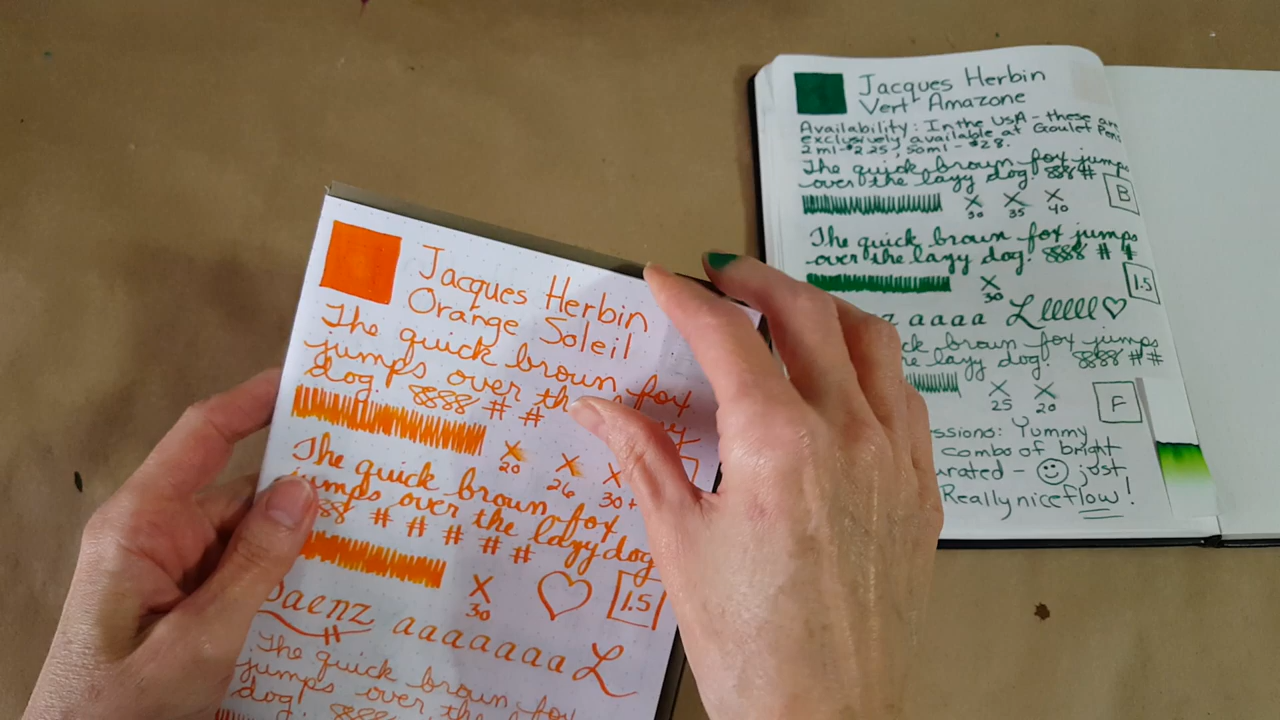 Jacques Herbin
Orange Soleil
The quick brown fox
jumps over the
dog! 888 # #
X X X
20 26 30+
The quick brown fox
jumps over the lazy dog
88 # # # # #
X
30
1.5
Saenz aaaaaaa L
The quick brown fox
jumps over the
dog! 888 # #
Jacques Herbin
Vert Amazone
Availability: In the USA - these are
exclusively available at Goulet Pens
2ml-$2.25, 50ml - $28.
The quick brown fox jumps
over the lazy dog! 888 #
B
X X X
30 35 40
The quick brown fox jumps
over the lazy dog! 888 # #
X
30
1.5
a aaaa Lllllll
brown fox jumps
the lazy dog! 888 # #
X X
25 20
F
Yummy
combo of bright
just
Really nice flow!